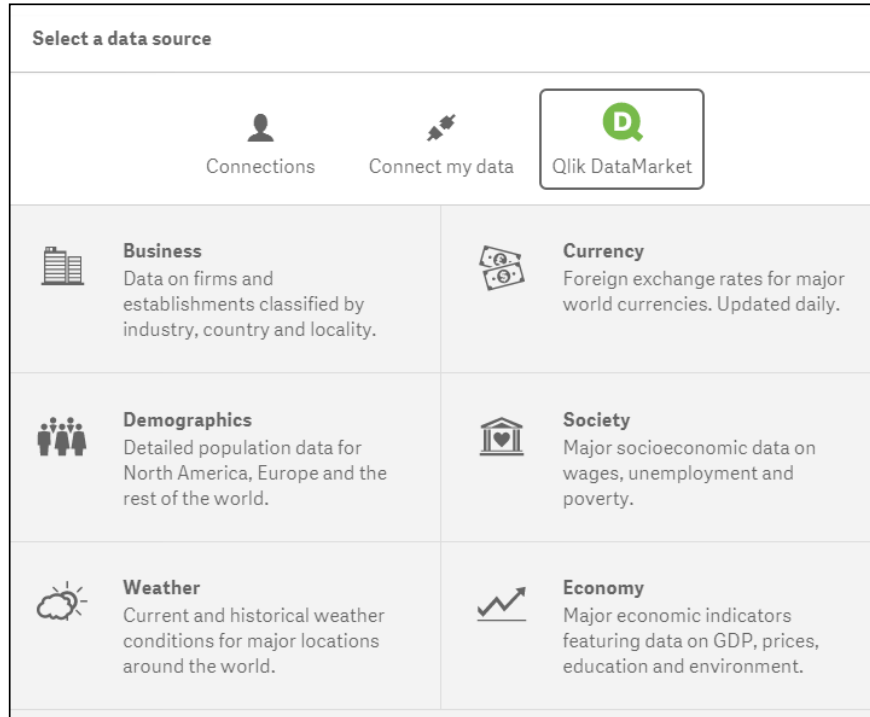 Select a data source
Connections
Connect my data
D
Qlik DataMarket
Business
Data on firms and
establishments classified by
industry, country and locality.
Currency
Foreign exchange rates for major
world currencies. Updated daily.
Demographics
Detailed population data for
North America, Europe and the
rest of the world.
Society
Major socioeconomic data on
wages, unemployment and
poverty.
Weather
Current and historical weather
conditions for major locations
around the world.
Economy
Major economic indicators
featuring data on GDP, prices,
education and environment.